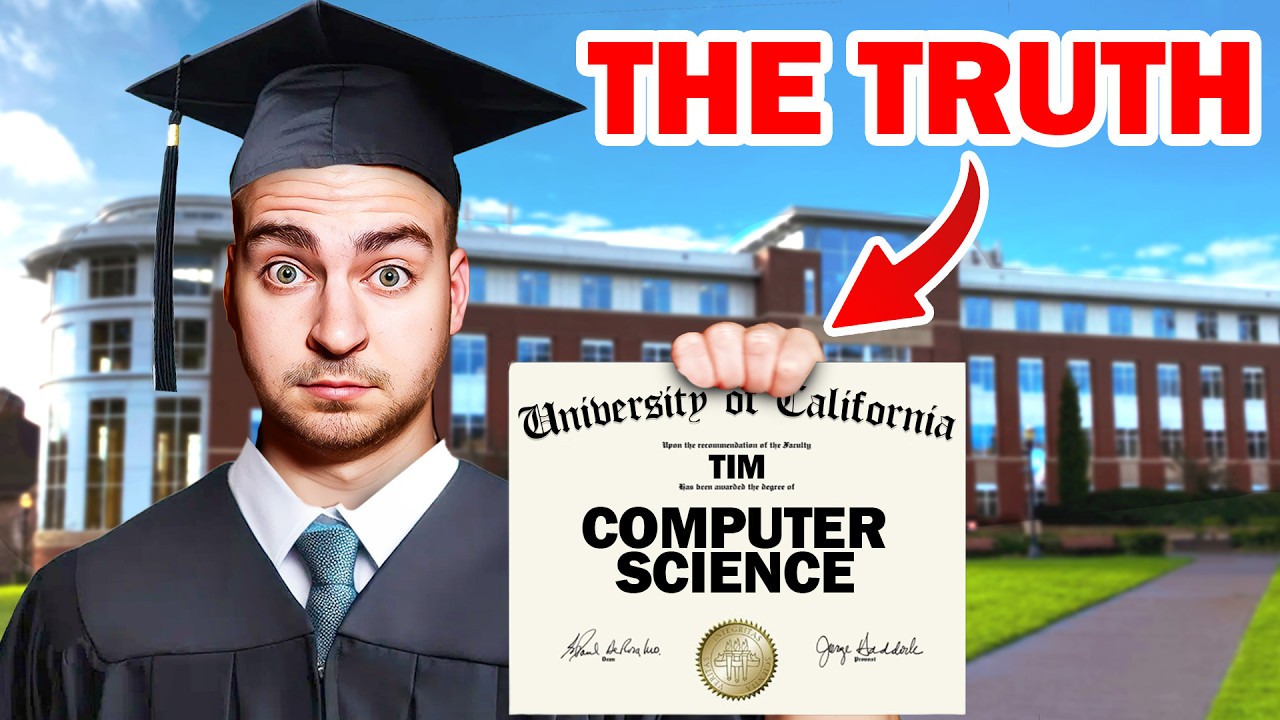 THE TRUTH
University of California
Upon the recommendation of the Faculty
TIM
Has been awarded the degree of
COMPUTER
SCIENCE
Dean
Provost
INTEGRITAS